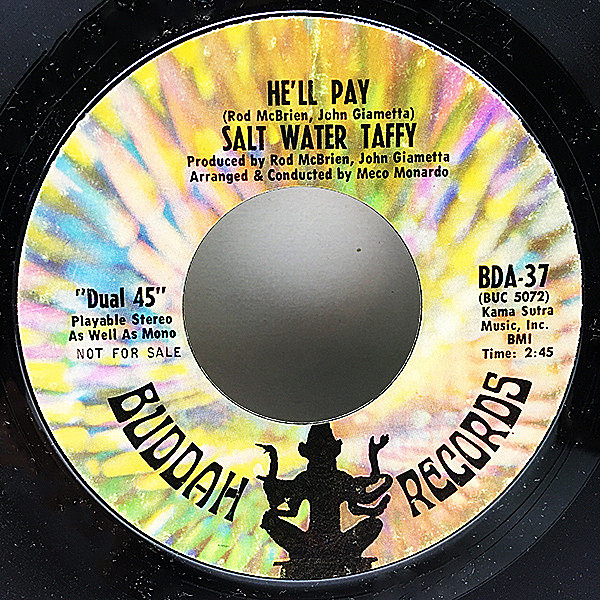 HE'LL PAY
(Rod McBrien, John Giametta)
SALT WATER TAFFY
Produced by Rod McBrien, John Giametta
Arranged & Conducted by Meco Monardo
"Dual 45"
Playable Stereo
As Well As Mono
NOT FOR SALE
BDA-37
(BUC 5072)
Kama Sutra
Music, Inc.
BMI
Time: 2:45
BUDDAH RECORDS